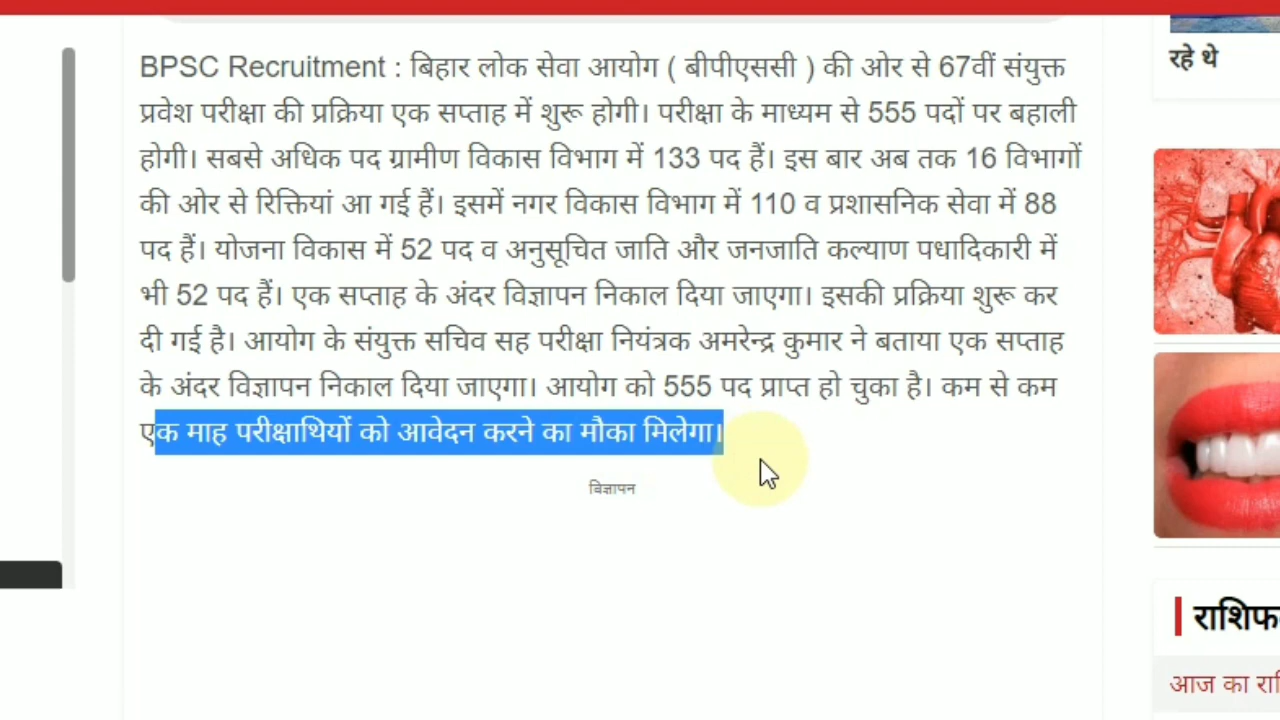 BPSC Recruitment : बिहार लोक सेवा आयोग ( बीपीएससी ) की ओर से 67वीं संयुक्त
प्रवेश परीक्षा की प्रक्रिया एक सप्ताह में शुरू होगी। परीक्षा के माध्यम से 555 पदों पर बहाली
होगी। सबसे अधिक पद ग्रामीण विकास विभाग में 133 पद हैं। इस बार अब तक 16 विभागों
की ओर से रिक्तियां आ गई हैं। इसमें नगर विकास विभाग में 110 व प्रशासनिक सेवा में 88
पद हैं। योजना विकास में 52 पद व अनुसूचित जाति और जनजाति कल्याण पधादिकारी में
भी 52 पद हैं। एक सप्ताह के अंदर विज्ञापन निकाल दिया जाएगा। इसकी प्रक्रिया शुरू कर
दी गई है। आयोग के संयुक्त सचिव सह परीक्षा नियंत्रक अमरेन्द्र कुमार ने बताया एक सप्ताह
के अंदर विज्ञापन निकाल दिया जाएगा। आयोग को 555 पद प्राप्त हो चुका है। कम से कम
एक माह परीक्षाथियों को आवेदन करने का मौका मिलेगा।
विज्ञापन
रहे थे
आज का